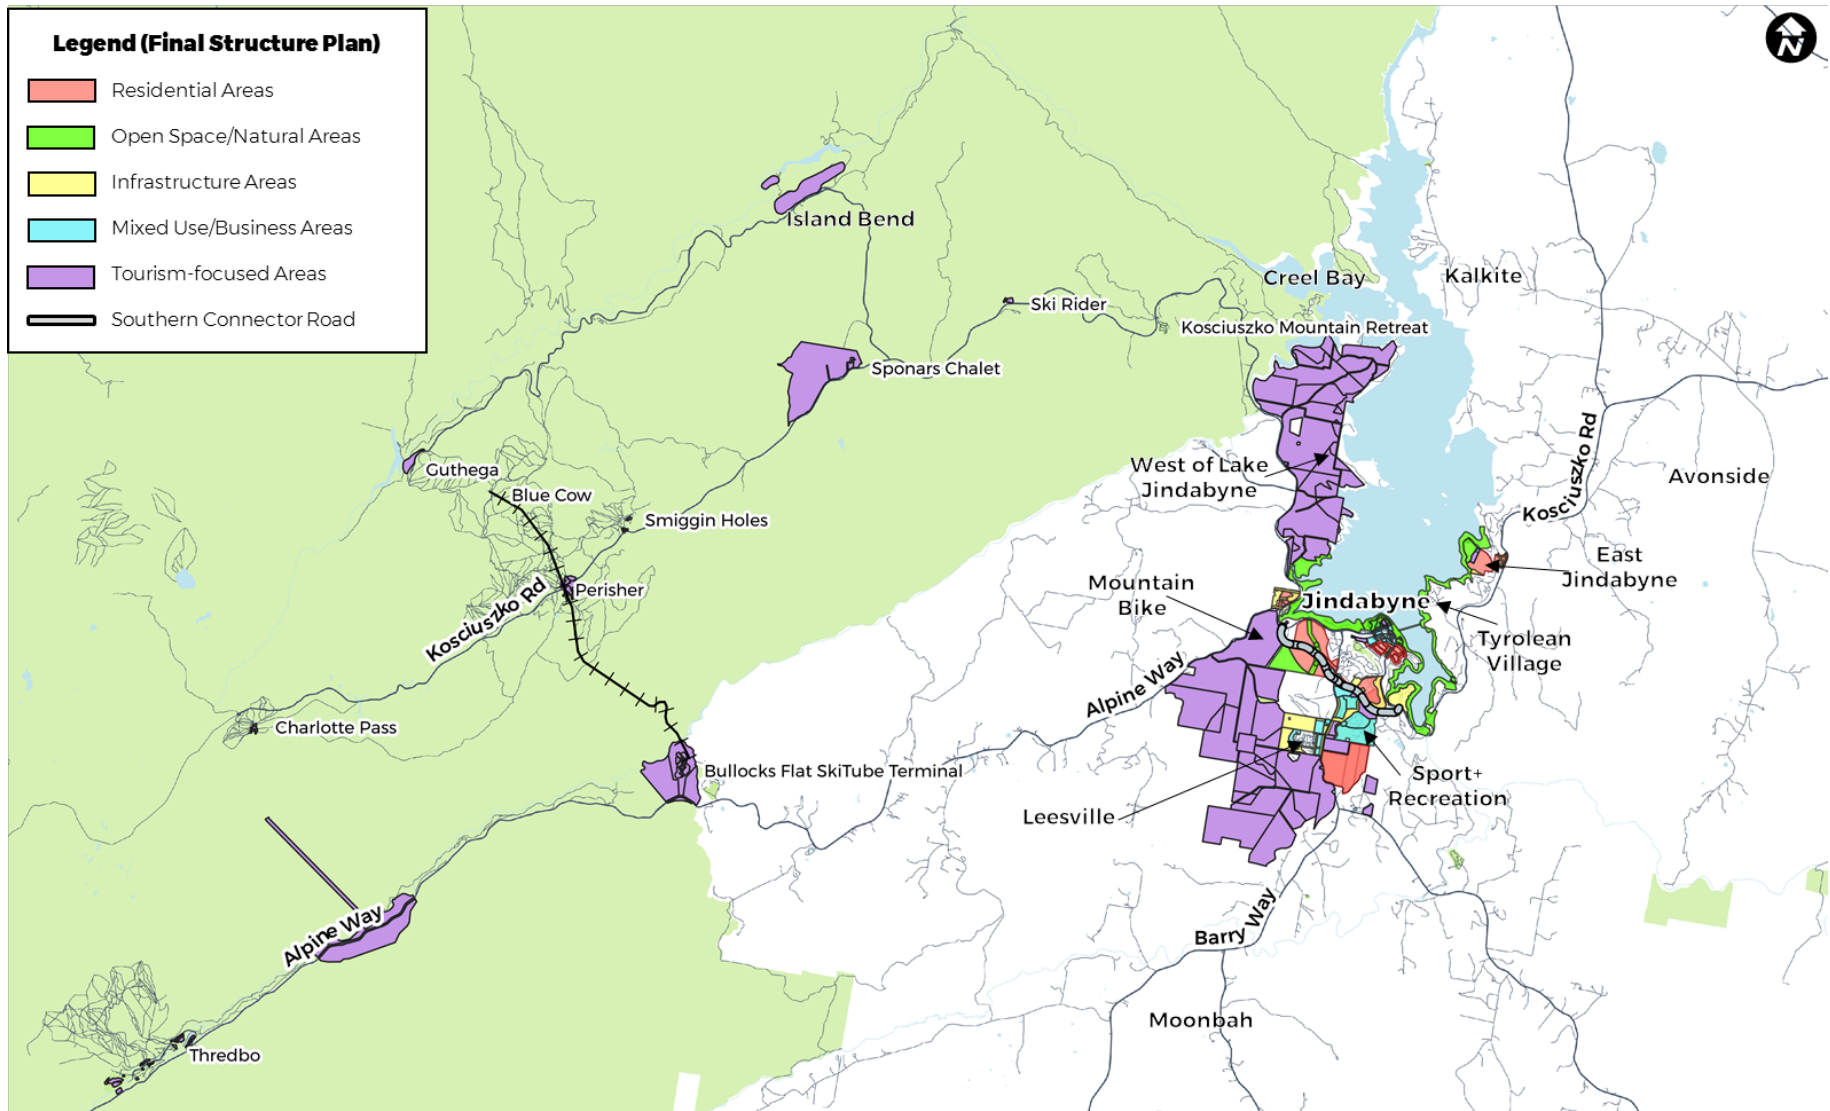 Legend (Final Structure Plan)
Residential Areas
Open Space/Natural Areas
Infrastructure Areas
Mixed Use/Business Areas
Tourism-focused Areas
Southern Connector Road
N
Island Bend
Creel Bay
Kalkite
Ski Rider
Kosciuszko Mountain Retreat
Sponars Chalet
Kosciuszko Rd
Guthega
Blue Cow
West of Lake
Jindabyne
Avonside
Smiggin Holes
East
Jindabyne
Mountain
Bike
Perisher
Jindabyne
Kosciuszko Rd
Tyrolean
Village
Alpine Way
Charlotte Pass
Bullocks Flat SkiTube Terminal
Sport+
Recreation
Leesville
Alpine Way
Barry Way
Moonbah
Thredbo